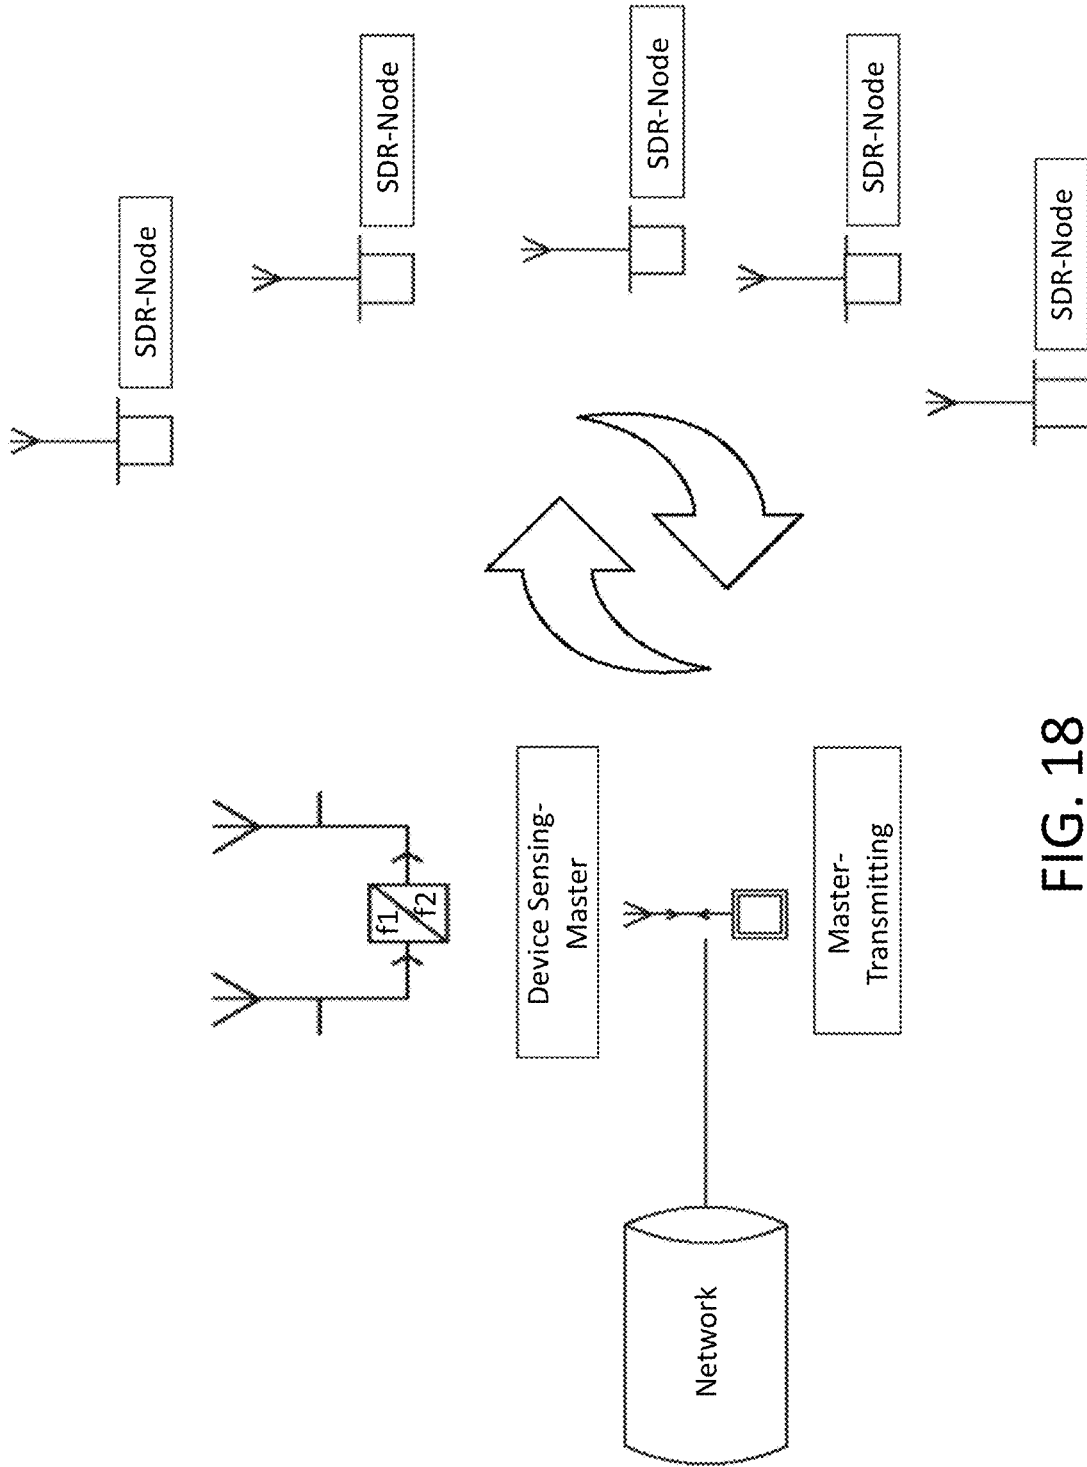 f1
f2
Device Sensing-
Master
Master-
Transmitting
Network
SDR-Node
SDR-Node
SDR-Node
SDR-Node
SDR-Node
FIG. 18